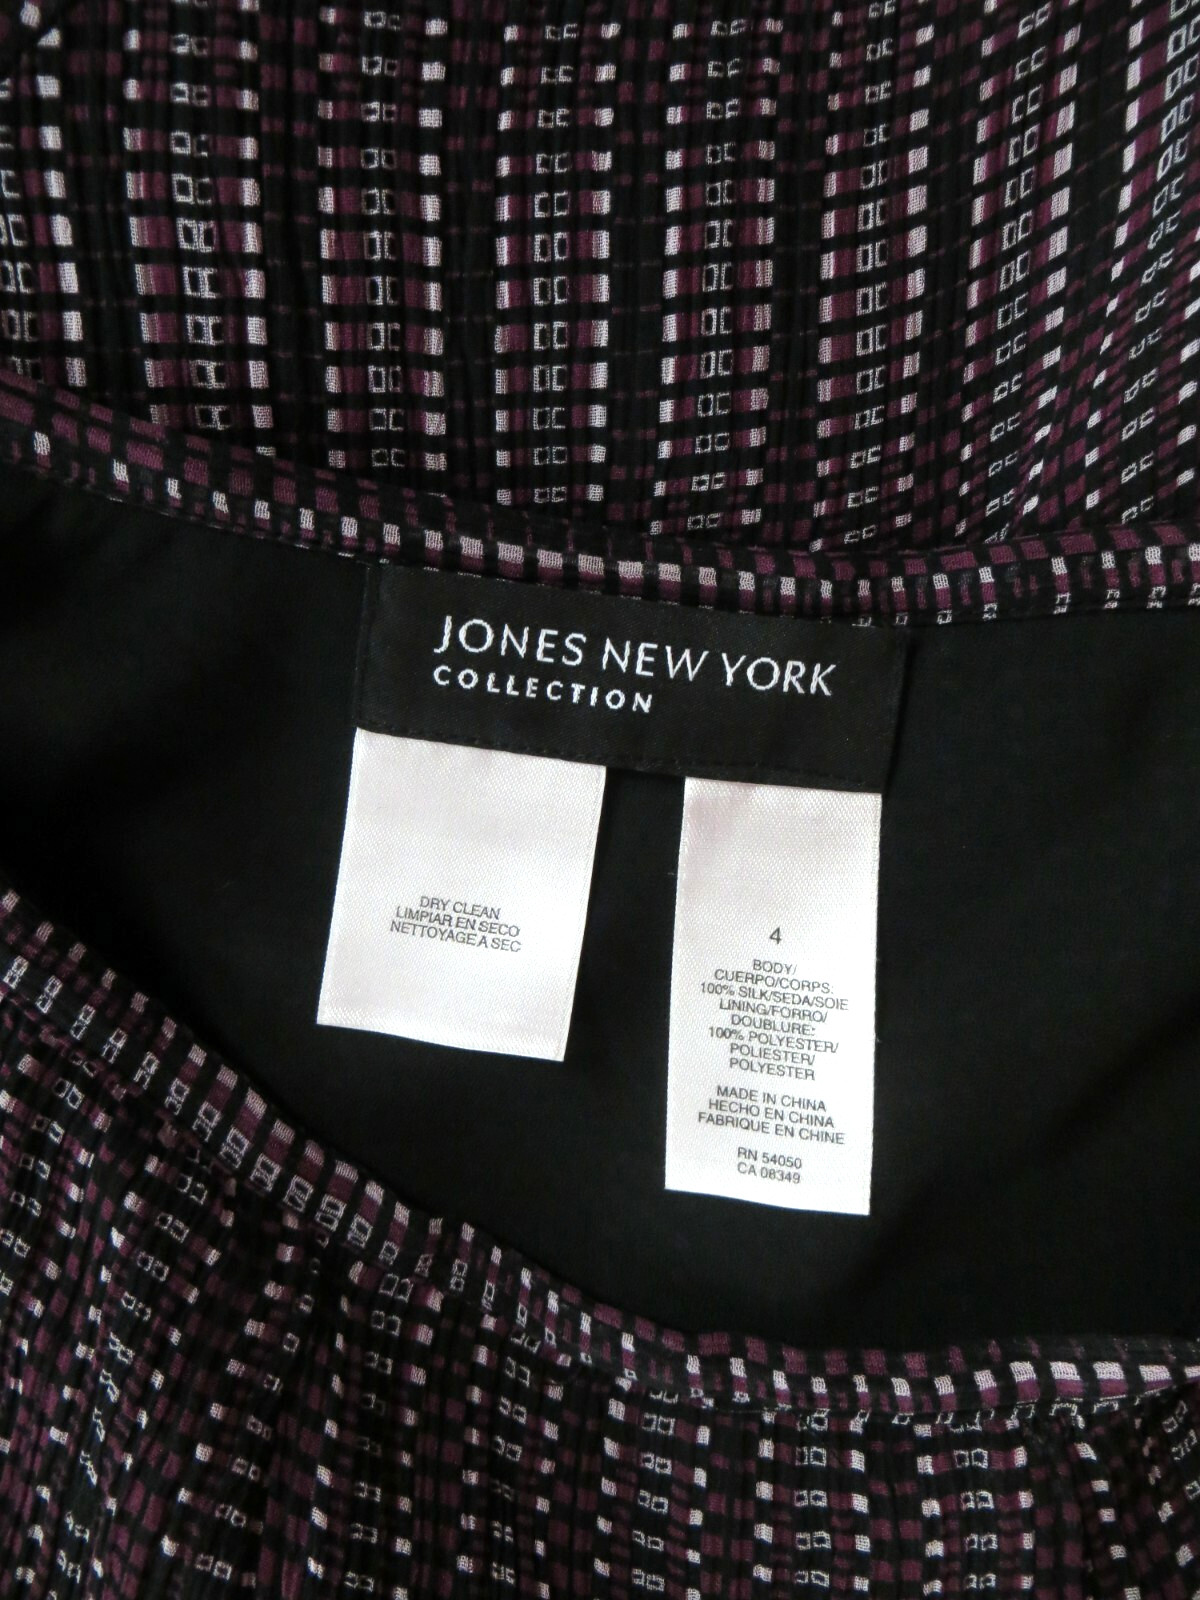 JONES NEW YORK
COLLECTION
DRY CLEAN
LIMPIAR EN SECO
NETTOYAGE A SEC
4
BODY/
CUERPO/CORPS:
100% SILK/SEDA/SOIE
LINING/FORRO/
DOUBLURE:
100% POLYESTER/
POLIESTER/
POLYESTER
MADE IN CHINA
HECHO EN CHINA
FABRIQUE EN CHINE
RN 54050
CA 08349